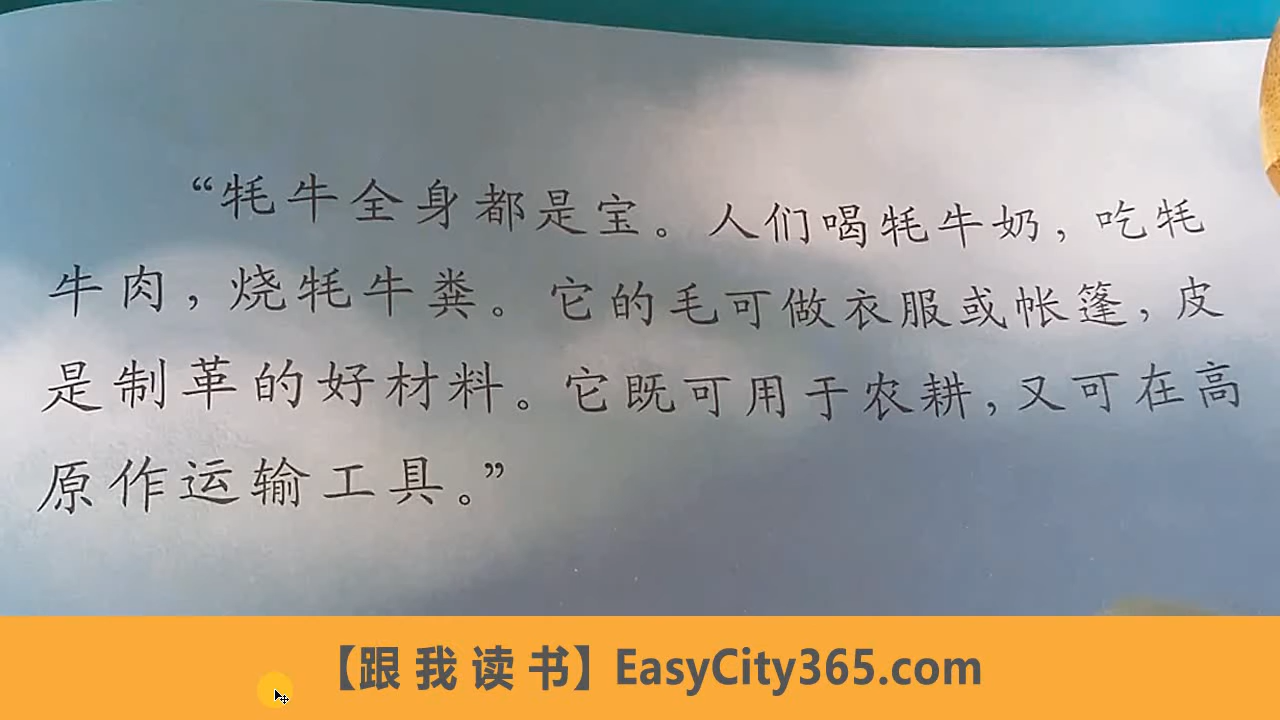 “牦牛全身都是宝。人们喝牦牛奶，吃牦
牛肉，烧牦牛粪。它的毛可做衣服或帐篷，皮
是制革的好材料。它既可用于农耕，又可在高
原作运输工具。”
【跟我读书】EasyCity365.com